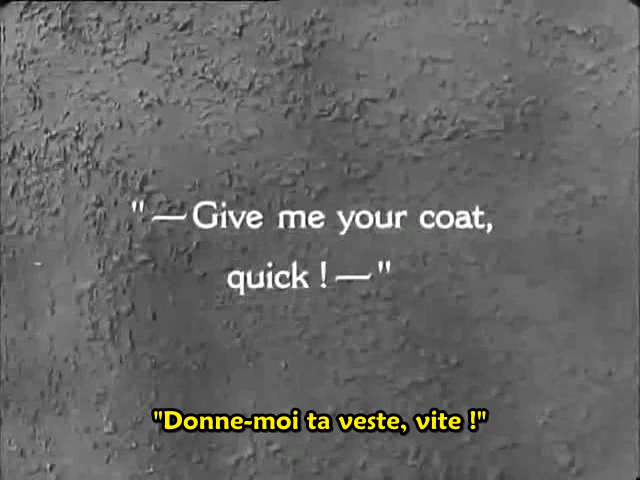 "—Give me your coat,
quick !—"
"Donne-moi ta veste, vite !"